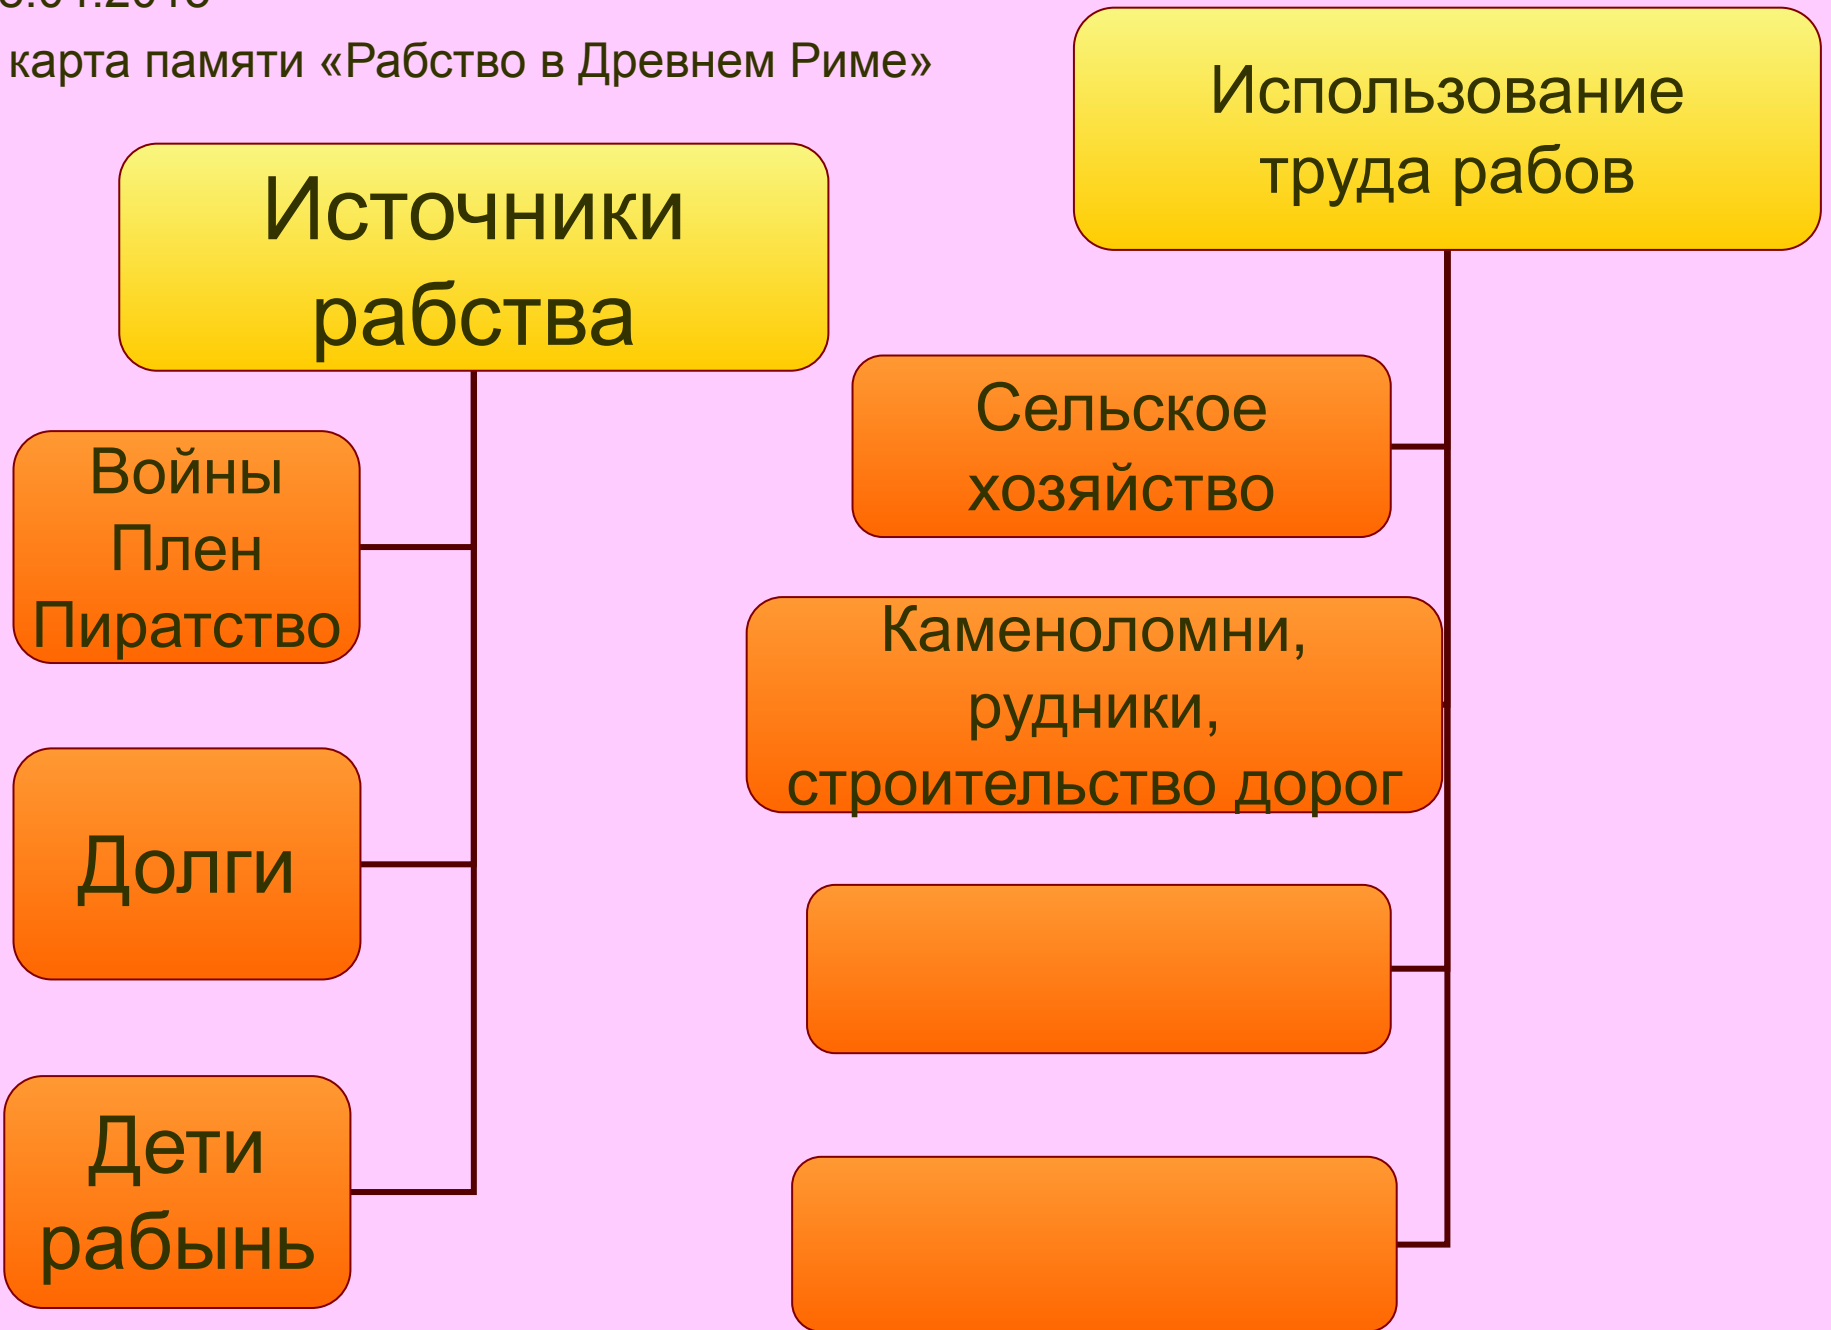 карта памяти «Рабство в Древнем Риме»
Источники
рабства
Войны
Плен
Пиратство
Долги
Дети
рабынь
Использование
труда рабов
Сельское
хозяйство
Каменоломни,
рудники,
строительство дорог